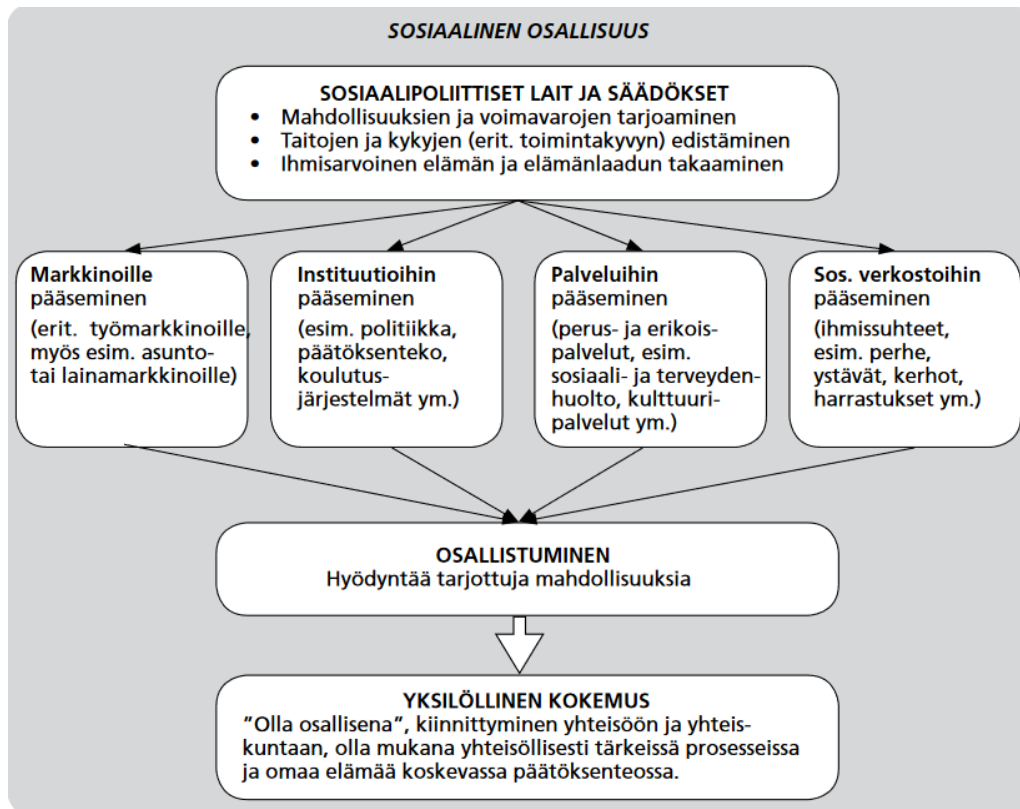 SOSIAALINEN OSALLISUUS
SOSIAALIPOLIITTISET LAIT JA SÄÄDÖKSET
• Mahdollisuuksien ja voimavarojen tarjoaminen
• Taitojen ja kykyjen (erit. toimintakyvyn) edistäminen
• Ihmisarvoinen elämän ja elämänlaadun takaaminen
Markkinoille
pääseminen
(erit. työmarkkinoille,
myös esim. asunto-
tai lainamarkkinoille)
Instituutioihin
pääseminen
(esim. politiikka,
päätöksenteko,
koulutus-
järjestelmät ym.)
Palveluihin
pääseminen
(perus- ja erikois-
palvelut, esim.
sosiaali- ja terveyden-
huolto, kulttuuri-
palvelut ym.)
Sos. verkostoihin
pääseminen
(ihmissuhteet,
esim. perhe,
ystävät, kerhot,
harrastukset ym.)
OSALLISTUMINEN
Hyödyntää tarjottuja mahdollisuuksia
YKSILÖLLINEN KOKEMUS
”Olla osallisena”, kiinnittyminen yhteisöön ja yhteis-
kuntaan, olla mukana yhteisöllisesti tärkeissä prosesseissa
ja omaa elämää koskevassa päätöksenteossa.